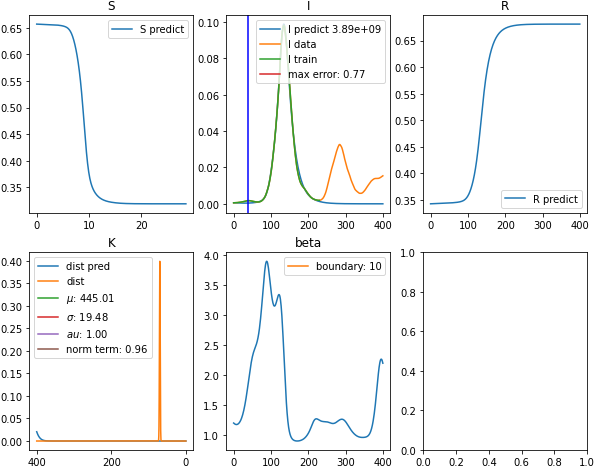 S
I
R
S predict
I predict 3.89e+09
I data
I train
max error: 0.77
R predict
0.65
0.60
0.55
0.50
0.45
0.40
0.35
0 10 20
0.10
0.08
0.06
0.04
0.02
0.00
0 100 200 300 400
0.65
0.60
0.55
0.50
0.45
0.40
0.35
0 100 200 300 400
K
beta
dist pred
dist
μ: 445.01
σ: 19.48
au: 1.00
norm term: 0.96
boundary: 10
0.40
0.35
0.30
0.25
0.20
0.15
0.10
0.05
0.00
400 200 0
4.0
3.5
3.0
2.5
2.0
1.5
1.0
0 100 200 300 400
1.0
0.8
0.6
0.4
0.2
0.0
0.0 0.2 0.4 0.6 0.8 1.0